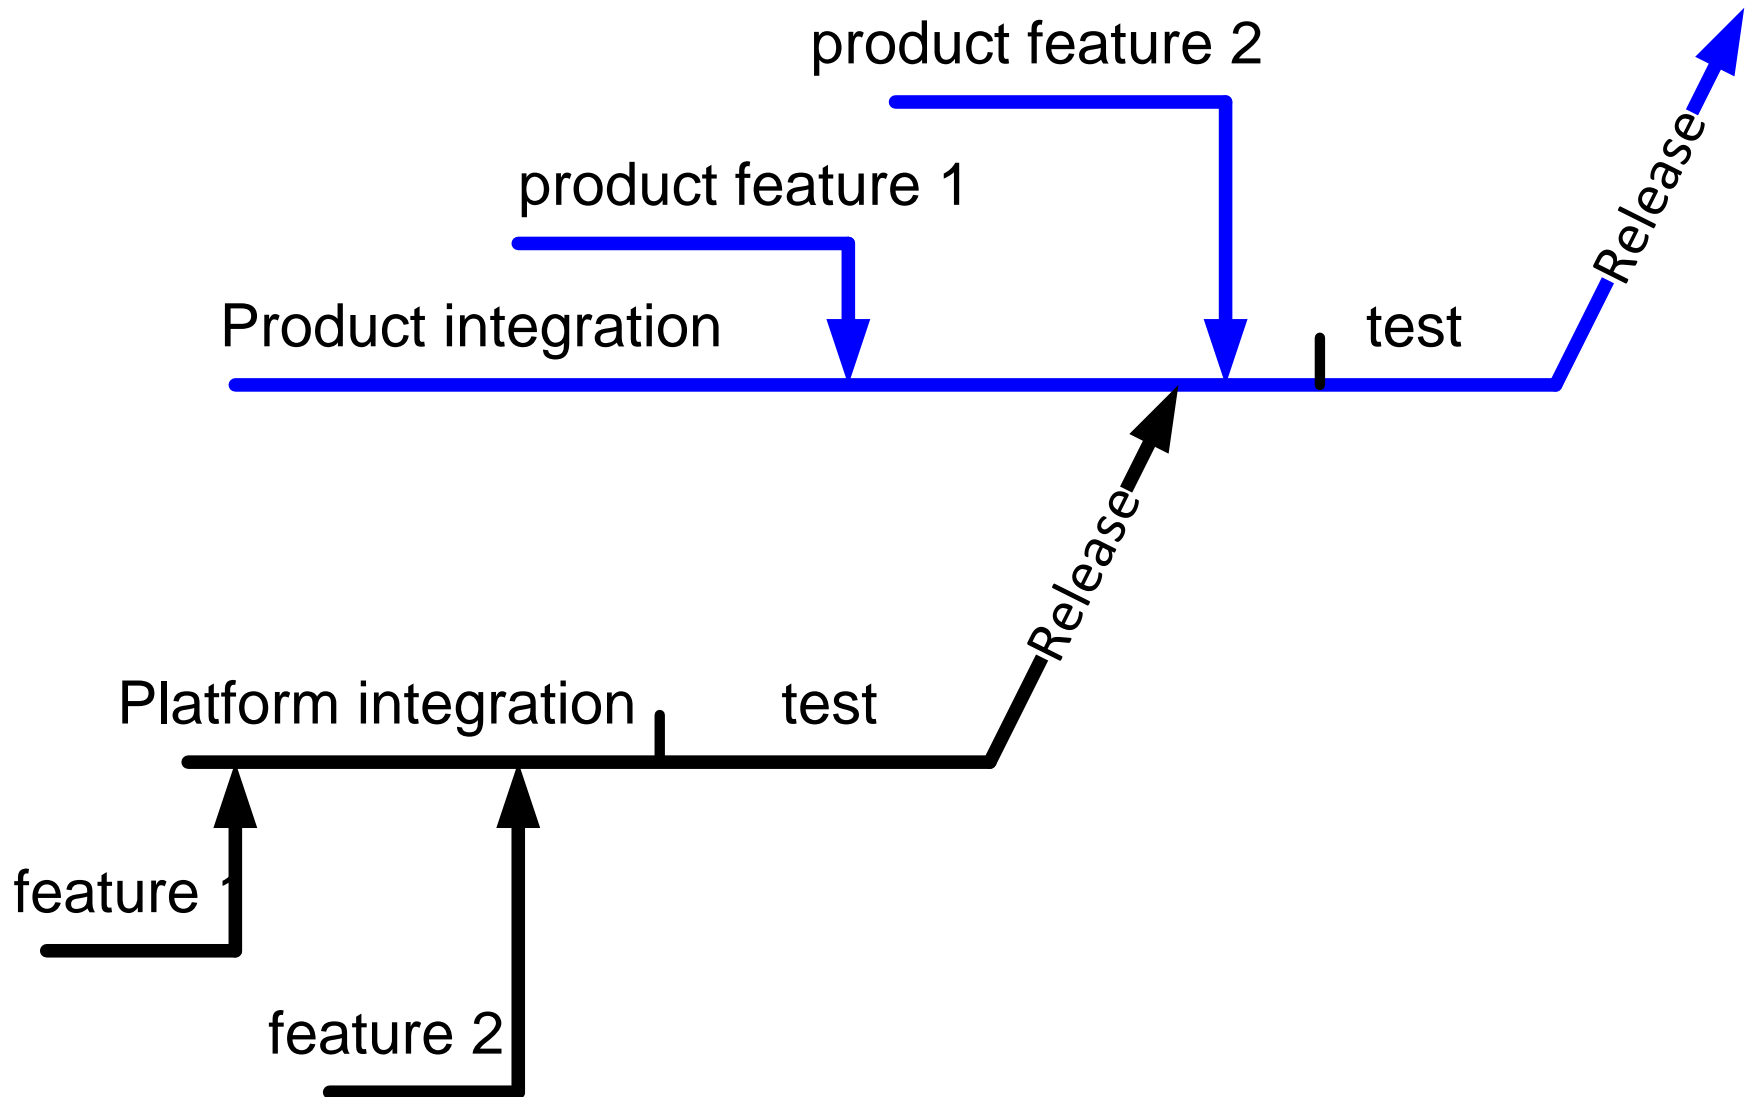 product feature 2
product feature 1
Release
Product integration
test
Release
Platform integration
test
feature 1
feature 2